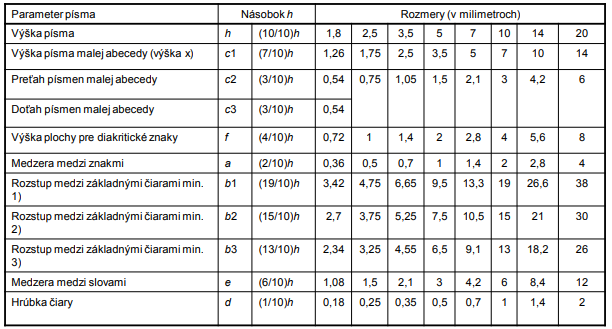 Parameter písma Násobok h Rozmery (v milimetroch)
Výška písma h (10/10)h 1,8 2,5 3,5 5 7 10 14 20
Výška písma malej abecedy (výška x) c1 (7/10)h 1,26 1,75 2,5 3,5 5 7 10 14
Preťah písmen malej abecedy c2 (3/10)h 0,54 0,75 1,05 1,5 2,1 3 4,2 6
Doťah písmen malej abecedy c3 (3/10)h 0,54
Výška plochy pre diakritické znaky f (4/10)h 0,72 1 1,4 2 2,8 4 5,6 8
Medzera medzi znakmi a (2/10)h 0,36 0,5 0,7 1 1,4 2 2,8 4
Rozstup medzi základnými čiarami min. b1 (19/10)h 3,42 4,75 6,65 9,5 13,3 19 26,6 38
1)
Rozstup medzi základnými čiarami min. b2 (15/10)h 2,7 3,75 5,25 7,5 10,5 15 21 30
2)
Rozstup medzi základnými čiarami min. b3 (13/10)h 2,34 3,25 4,55 6,5 9,1 13 18,2 26
3)
Medzera medzi slovami e (6/10)h 1,08 1,5 2,1 3 4,2 6 8,4 12
Hrúbka čiary d (1/10)h 0,18 0,25 0,35 0,5 0,7 1 1,4 2